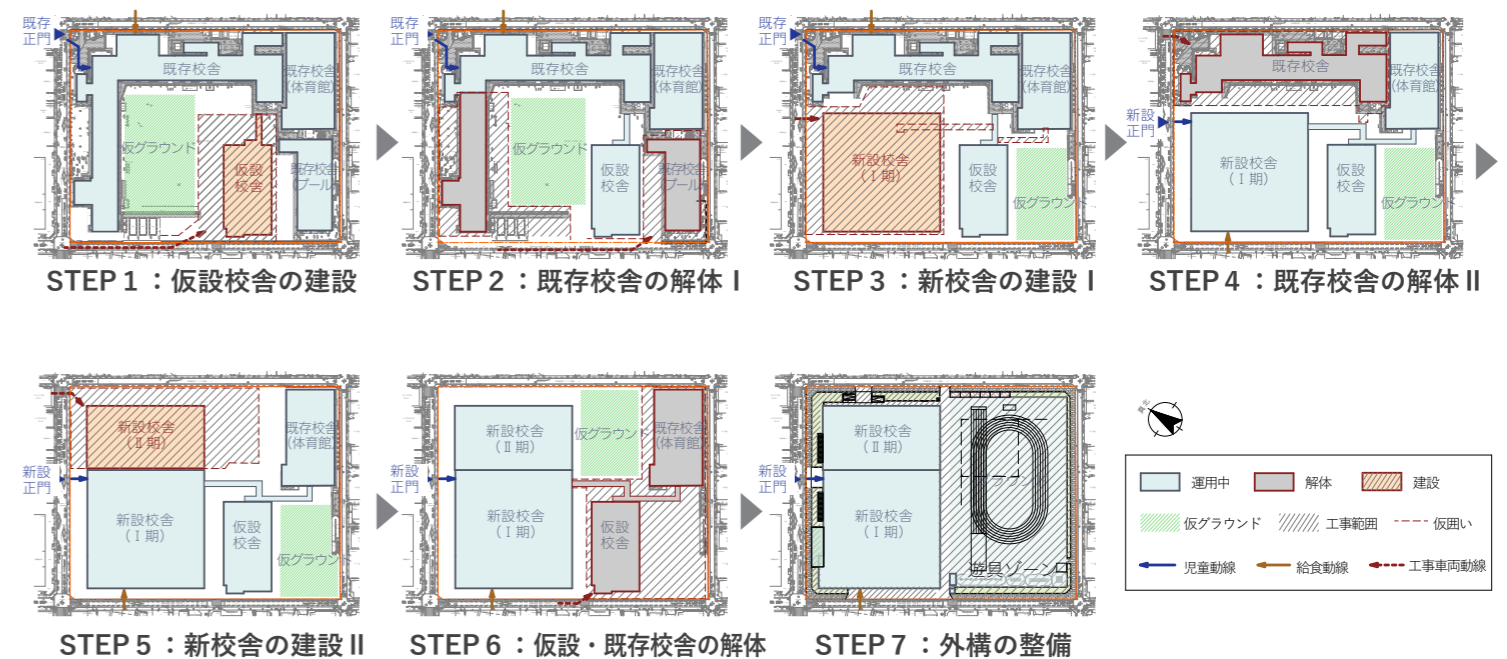 既存
正門
既存校舎
既存校舎
(体育館)
仮グラウンド
仮設
校舎
既存校舎
(プール)
STEP 1：仮設校舎の建設
既存
正門
既存校舎
既存校舎
(体育館)
仮グラウンド
仮設
校舎
既存校舎
(プール)
STEP 2：既存校舎の解体Ⅰ
既存
正門
既存校舎
既存校舎
(体育館)
新設校舎
(Ⅰ期)
仮設
校舎
仮グラウンド
STEP 3：新校舎の建設Ⅰ
既存校舎
既存校舎
(体育館)
新設
正門
新設校舎
(Ⅰ期)
仮設
校舎
仮グラウンド
STEP 4：既存校舎の解体Ⅱ
新設校舎
(Ⅱ期)
既存校舎
(体育館)
新設
正門
新設校舎
(Ⅰ期)
仮設
校舎
仮グラウンド
STEP 5：新校舎の建設Ⅱ
新設校舎
(Ⅱ期)
仮グラウンド
既存校舎
(体育館)
新設
正門
新設校舎
(Ⅰ期)
仮設
校舎
STEP 6：仮設・既存校舎の解体
新設校舎
(Ⅱ期)
新設
正門
新設校舎
(Ⅰ期)
遊具ゾーン
STEP 7：外構の整備
運用中
解体
建設
仮グラウンド
工事範囲
仮囲い
児童動線
給食動線
工事車両動線